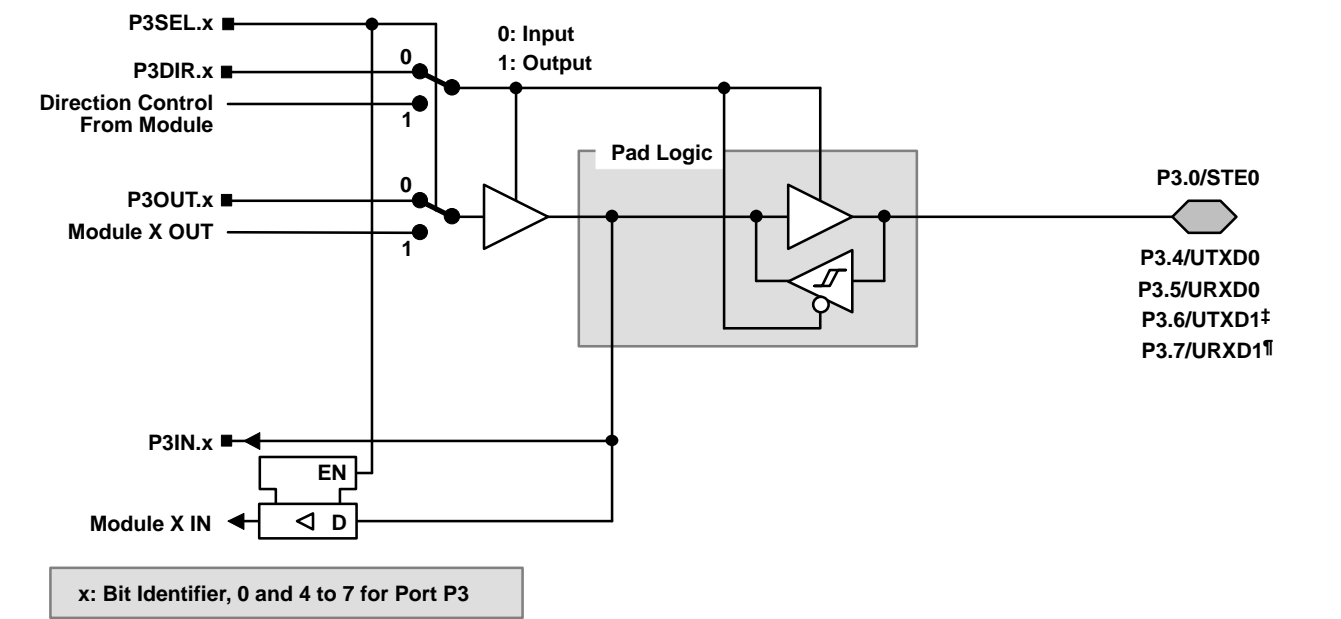 P3SEL.x
0: Input
1: Output
P3DIR.x
0
Direction Control
From Module
1
Pad Logic
P3OUT.x
0
Module X OUT
1
P3.0/STE0
P3.4/UTXD0
P3.5/URXD0
P3.6/UTXD1‡
P3.7/URXD1¶
P3IN.x
EN
Module X IN
D
x: Bit Identifier, 0 and 4 to 7 for Port P3